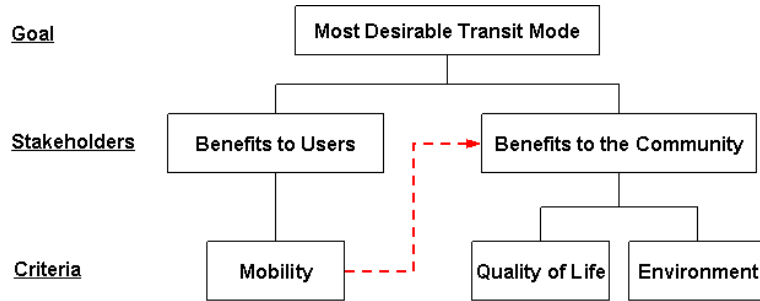 Goal
Most Desirable Transit Mode
Stakeholders
Benefits to Users
Benefits to the Community
Criteria
Mobility
Quality of Life
Environment